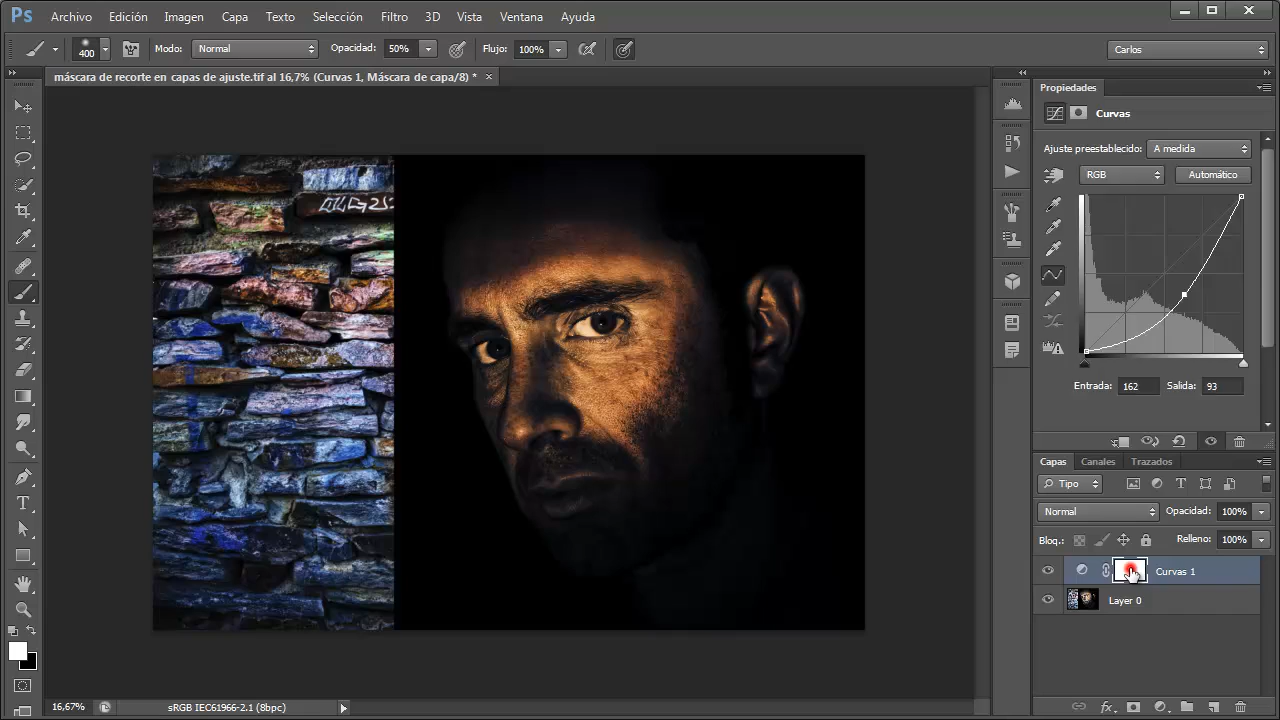 Ps Archivo Edición Imagen Capa Texto Selección Filtro 3D Vista Ventana Ayuda
400 Modo: Normal Opacidad: 50% Flujo: 100% Carlos
máscara de recorte en capas de ajuste.tif al 16,7% (Curvas 1, Máscara de capa/8) * ×
Propiedades
Curvas
Ajuste preestablecido: A medida
RGB Automático
Entrada: 162 Salida: 93
Capas Canales Trazados
Tipo
Normal Opacidad: 100%
Bloq.: Relleno: 100%
Curvas 1
Layer 0
16,67% sRGB IEC61966-2.1 (8bpc)